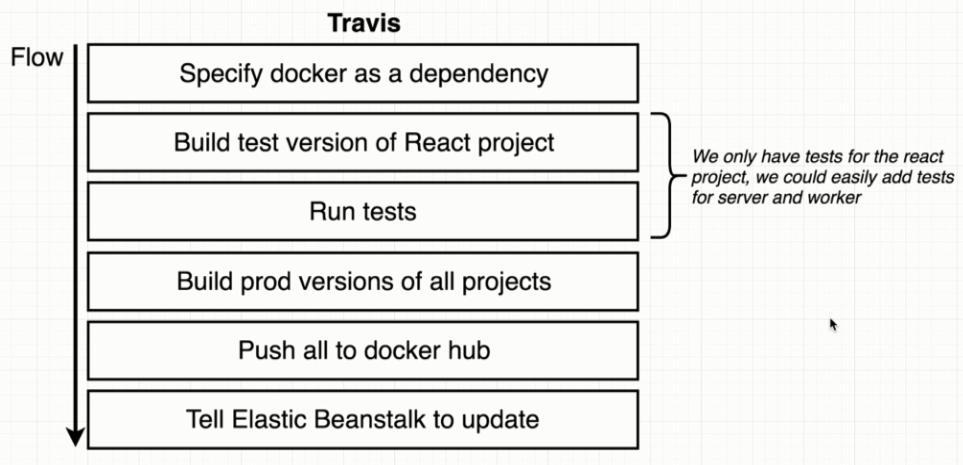 Travis
Flow
Specify docker as a dependency
Build test version of React project
Run tests
We only have tests for the react
project, we could easily add tests
for server and worker
Build prod versions of all projects
Push all to docker hub
Tell Elastic Beanstalk to update